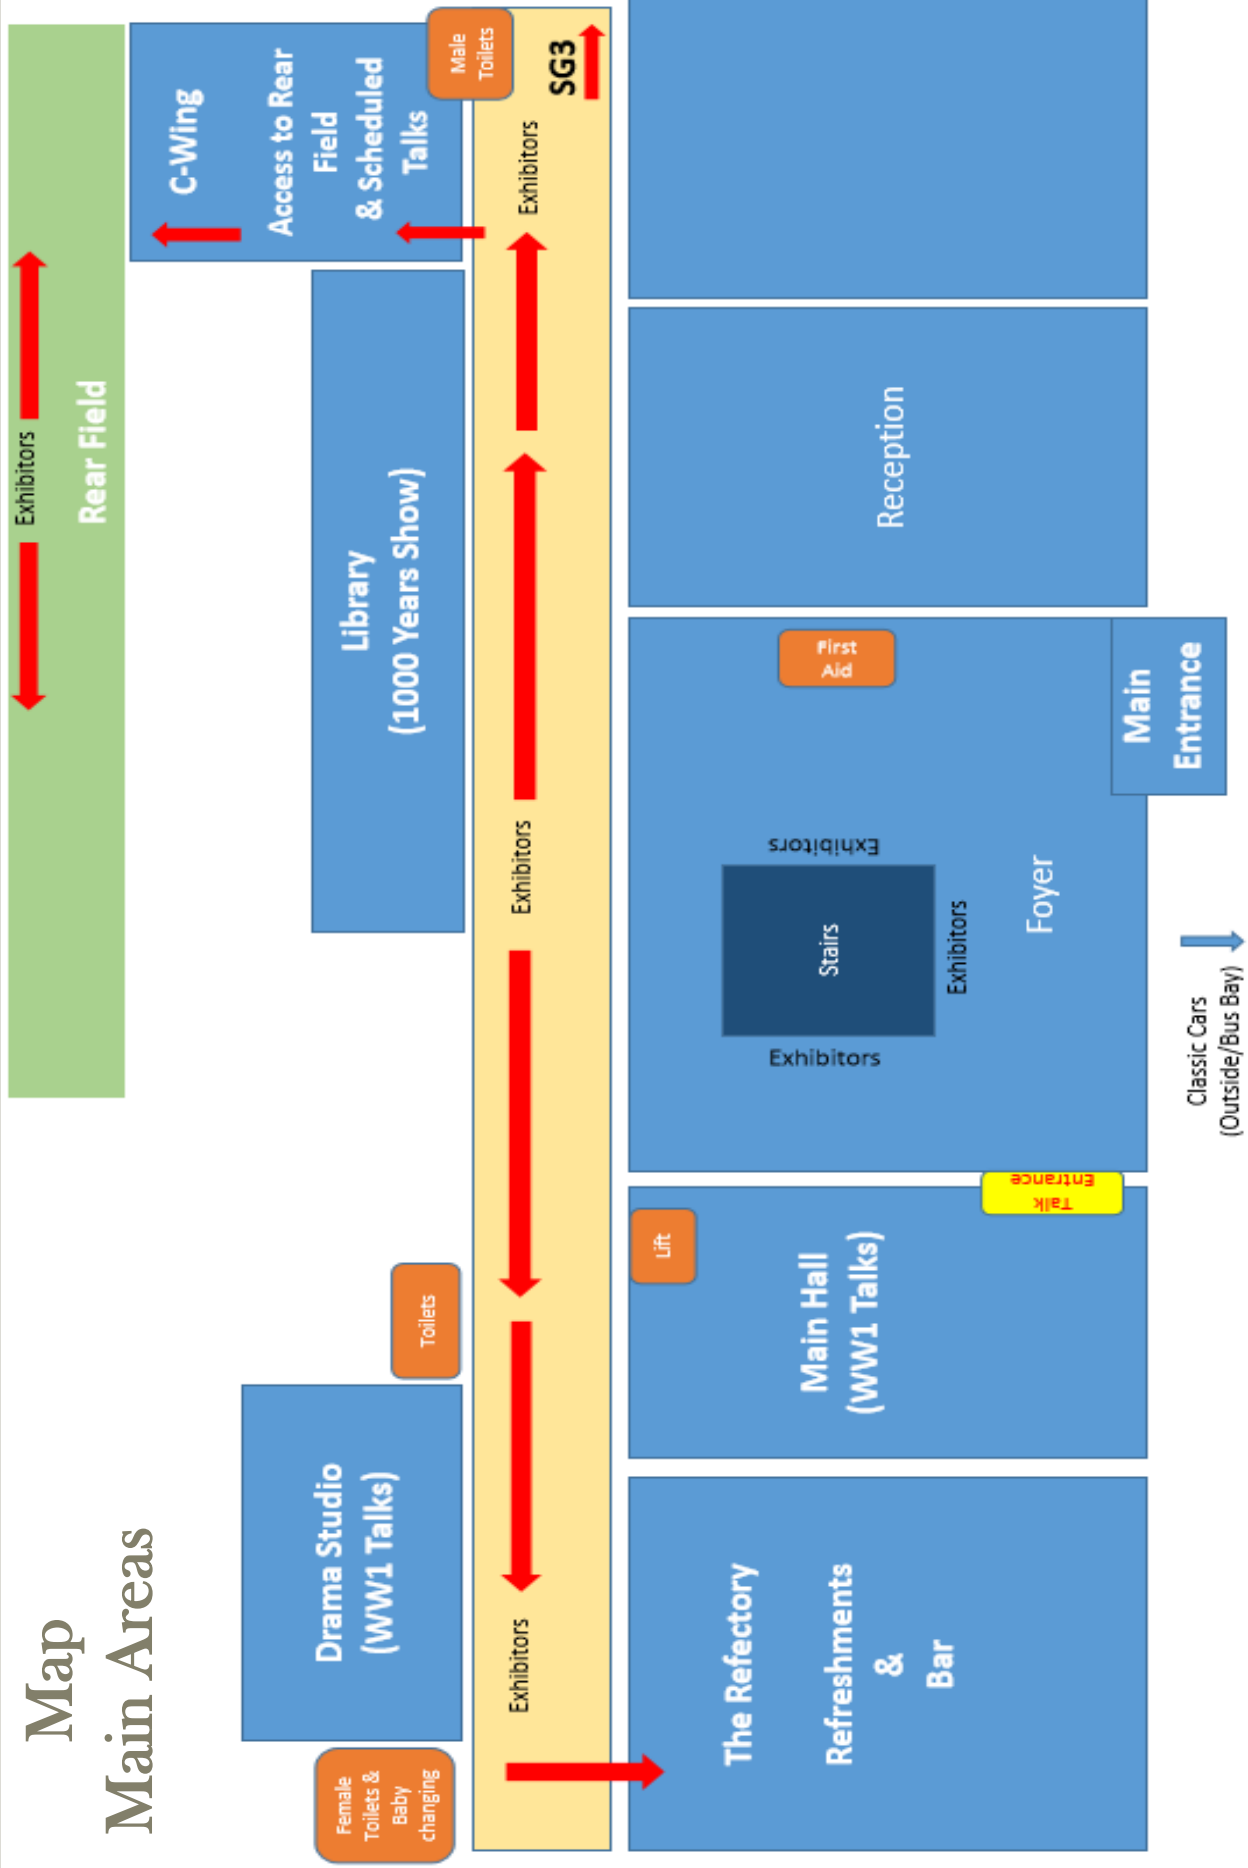 Map
Main Areas
Exhibitors
Rear Field
C-Wing
Access to Rear
Field
& Scheduled
Talks
Male
Toilets
Library
(1000 Years Show)
Toilets
Drama Studio
(WW1 Talks)
Female
Toilets &
Baby
changing
Exhibitors
Exhibitors
Exhibitors
SG3
The Refectory
Refreshments
&
Bar
Lift
Main Hall
(WW1 Talks)
Talk
Entrance
Exhibitors
Stairs
Exhibitors
Exhibitors
Foyer
First
Aid
Main
Entrance
Reception
Classic Cars
(Outside/Bus Bay)